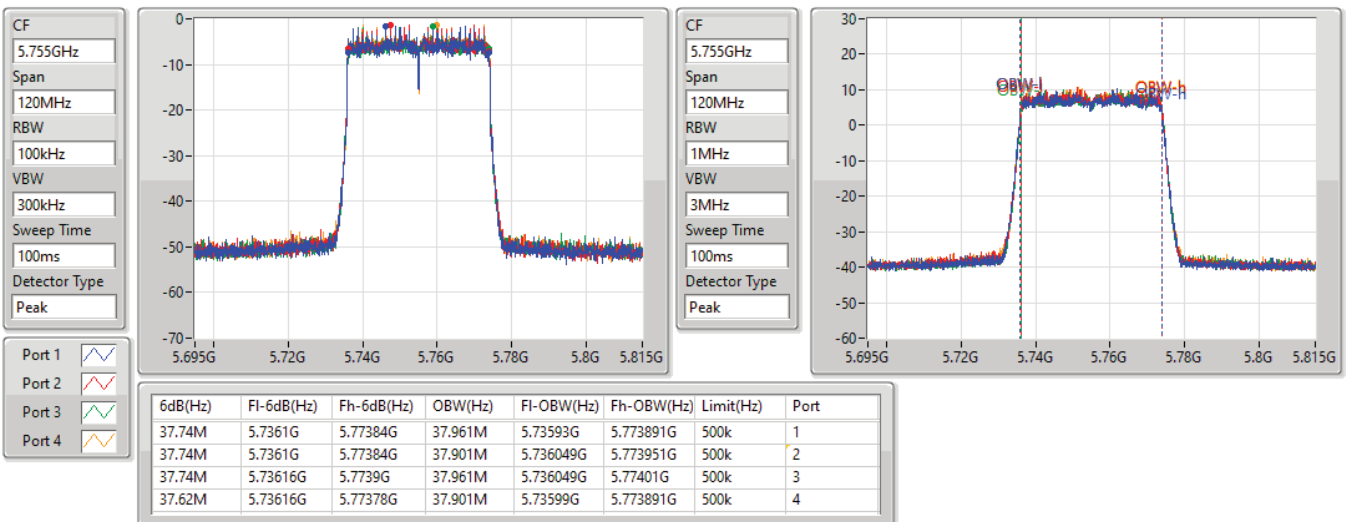 CF
5.755GHz
Span
120MHz
RBW
100kHz
VBW
300kHz
Sweep Time
100ms
Detector Type
Peak
0
-10
-20
-30
-40
-50
-60
-70
5.695G 5.72G 5.74G 5.76G 5.78G 5.8G 5.815G
CF
5.755GHz
Span
120MHz
RBW
1MHz
VBW
3MHz
Sweep Time
100ms
Detector Type
Peak
30
20
10
0
-10
-20
-30
-40
-50
-60
OBW-l OBW-h
OBW-h
5.695G 5.72G 5.74G 5.76G 5.78G 5.8G 5.815G
Port 1
Port 2
Port 3
Port 4
6dB(Hz) Fl-6dB(Hz) Fh-6dB(Hz) OBW(Hz) Fl-OBW(Hz) Fh-OBW(Hz) Limit(Hz) Port
37.74M 5.7361G 5.77384G 37.961M 5.73593G 5.773891G 500k 1
37.74M 5.7361G 5.77384G 37.901M 5.736049G 5.773951G 500k 2
37.74M 5.73616G 5.7739G 37.961M 5.736049G 5.77401G 500k 3
37.62M 5.73616G 5.77378G 37.901M 5.73599G 5.773891G 500k 4